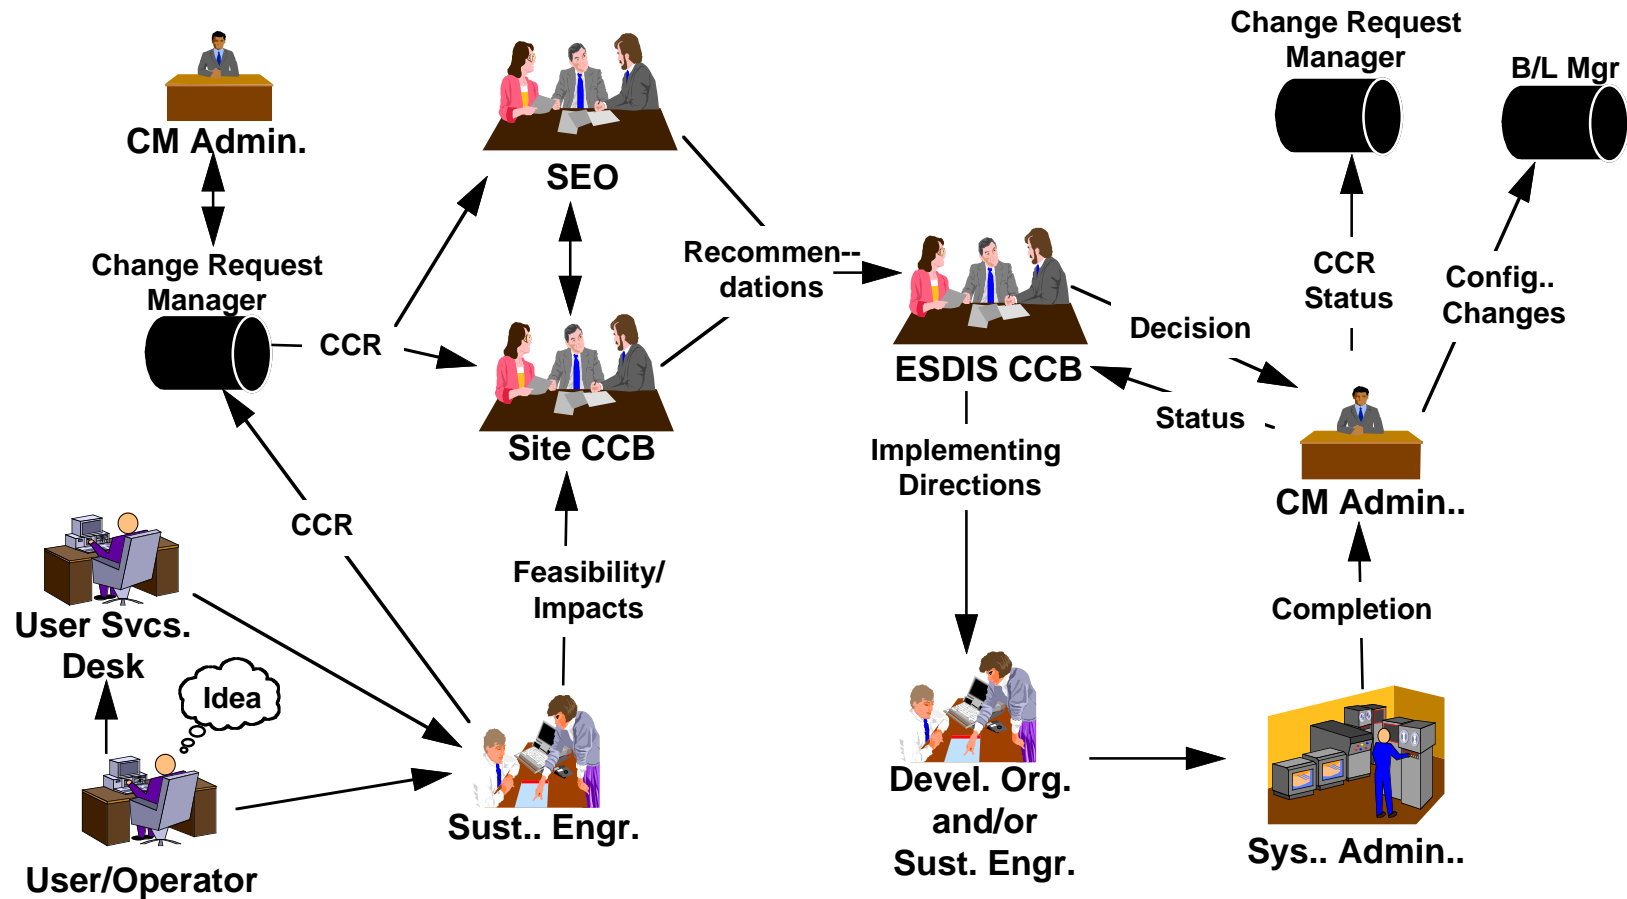 Change Request
Manager
B/L Mgr
CM Admin.
SEO
Change Request
Manager
Recommen--
dations
CCR
Status
Config..
Changes
CCR
Decision
ESDIS CCB
Status
Site CCB
Implementing
Directions
CM Admin..
CCR
Feasibility/
Impacts
Completion
User Svcs.
Desk
Idea
Devel. Org.
and/or
Sust. Engr.
Sust.. Engr.
Sys.. Admin..
User/Operator